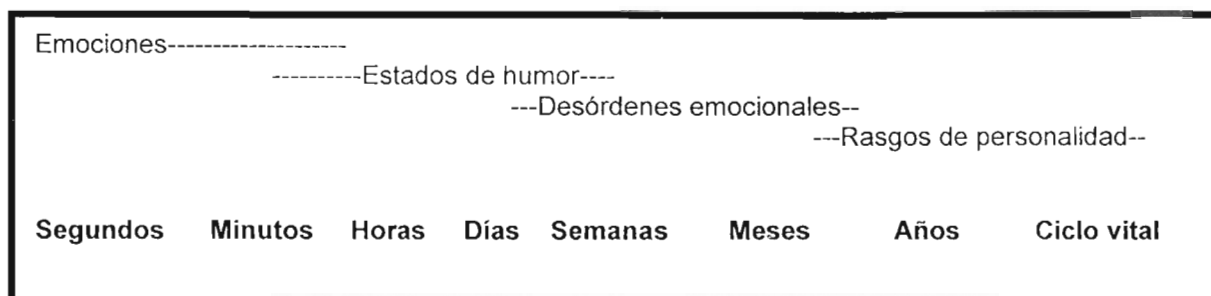 Emociones--------------------
----------Estados de humor----
---Desórdenes emocionales--
---Rasgos de personalidad--
Segundos Minutos Horas Días Semanas Meses Años Ciclo vital